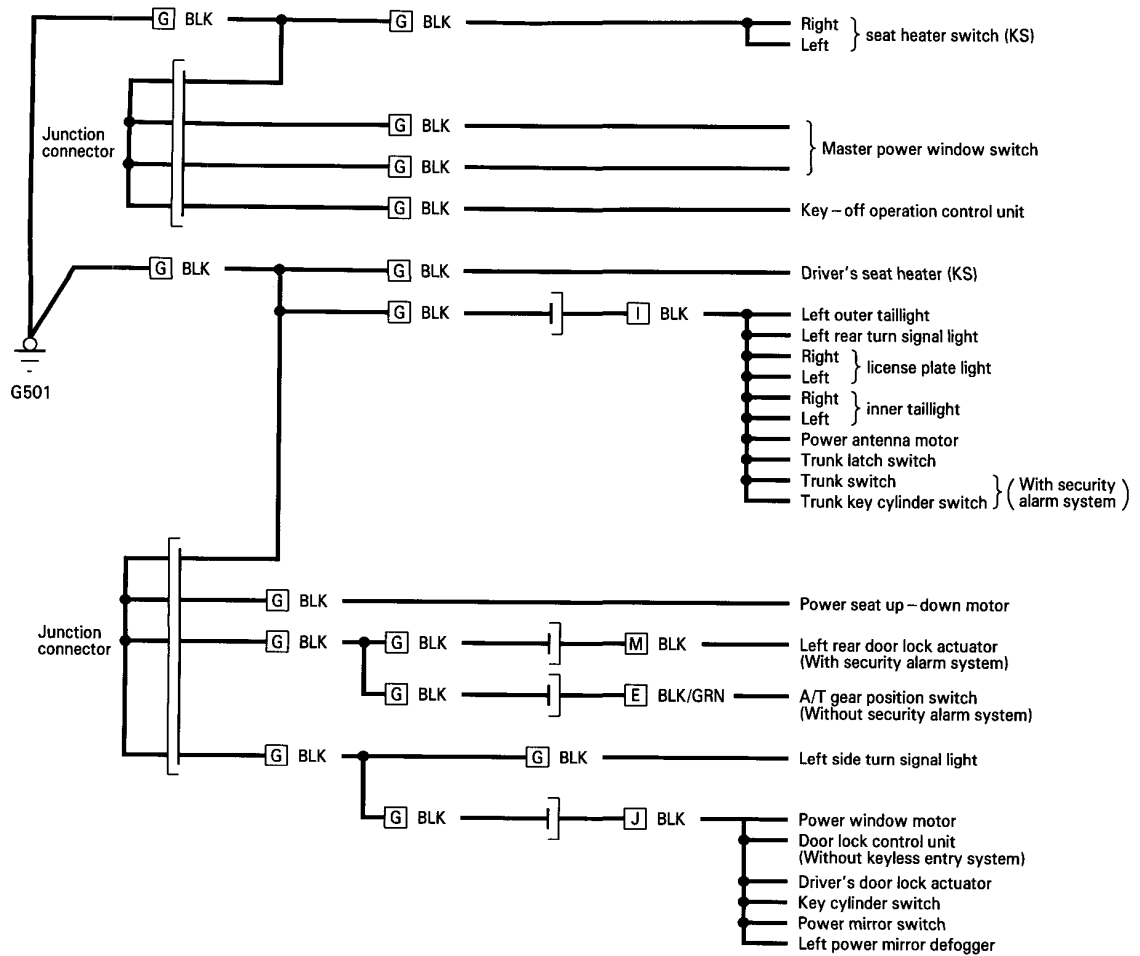 G BLK G BLK Right
Left
} seat heater switch (KS)
Junction
connector
G BLK
G BLK
} Master power window switch
G BLK Key – off operation control unit
G BLK G BLK Driver's seat heater (KS)
G BLK I BLK Left outer taillight
Left rear turn signal light
Right
Left
} license plate light
Right
Left
} inner taillight
Power antenna motor
Trunk latch switch
Trunk switch
Trunk key cylinder switch
} (With security
alarm system)
G501
Junction
connector
G BLK Power seat up – down motor
G BLK G BLK M BLK Left rear door lock actuator
(With security alarm system)
G BLK E BLK/GRN A/T gear position switch
(Without security alarm system)
G BLK G BLK Left side turn signal light
G BLK J BLK Power window motor
Door lock control unit
(Without keyless entry system)
Driver's door lock actuator
Key cylinder switch
Power mirror switch
Left power mirror defogger